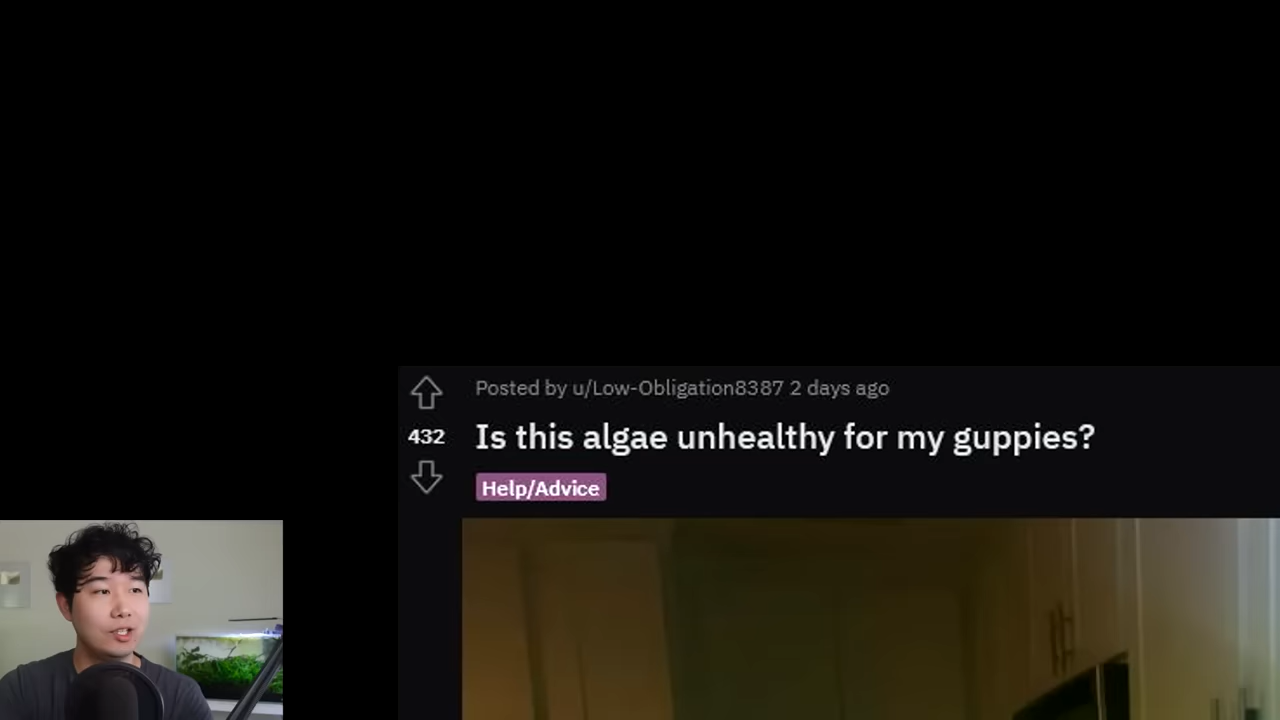 Posted by u/Low-Obligation8387 2 days ago
432
Is this algae unhealthy for my guppies?
Help/Advice